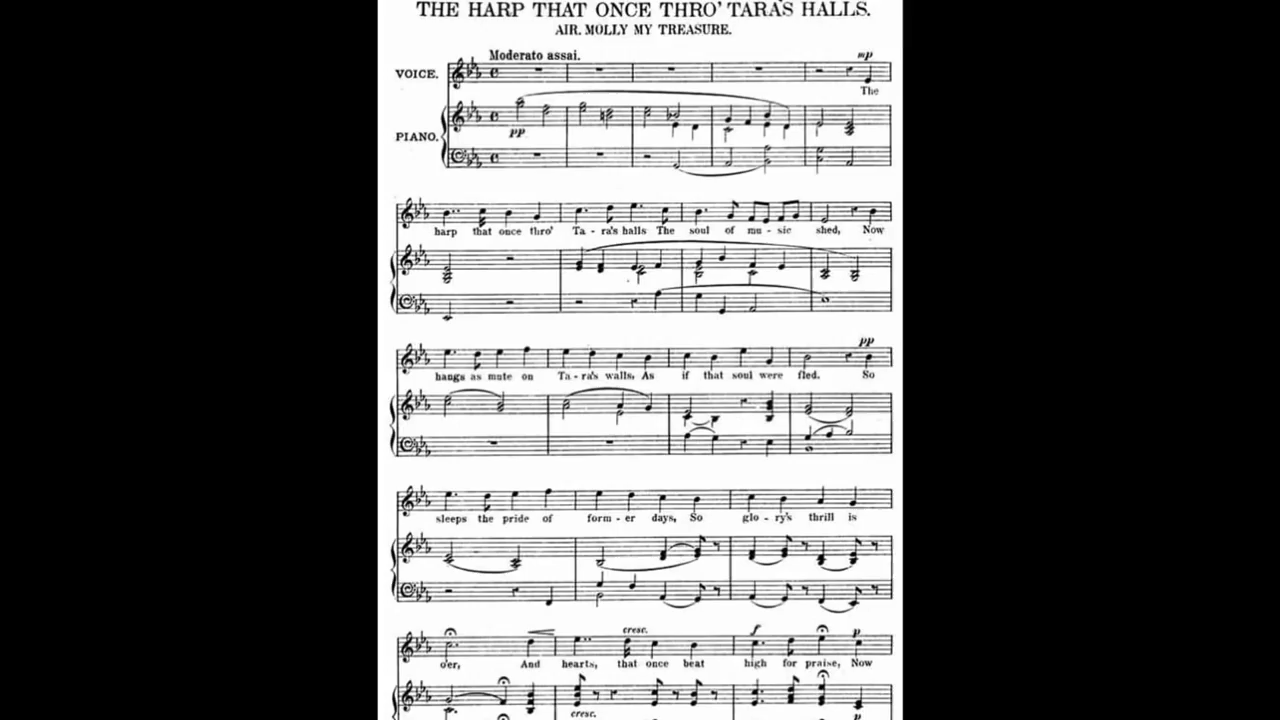 THE HARP THAT ONCE THRO' TARA'S HALLS.
AIR. MOLLY MY TREASURE.
Moderato assai.
mp
VOICE.
The
pp
PIANO.
harp that once thro' Ta - ra's halls The soul of mu - sic shed, Now
pp
hangs as mute on Ta - ra's walls, As if that soul were fled. So
sleeps the pride of form - er days, So glo - ry's thrill is
cresc. f p
o'er, And hearts, that once beat high for praise, Now
cresc. p